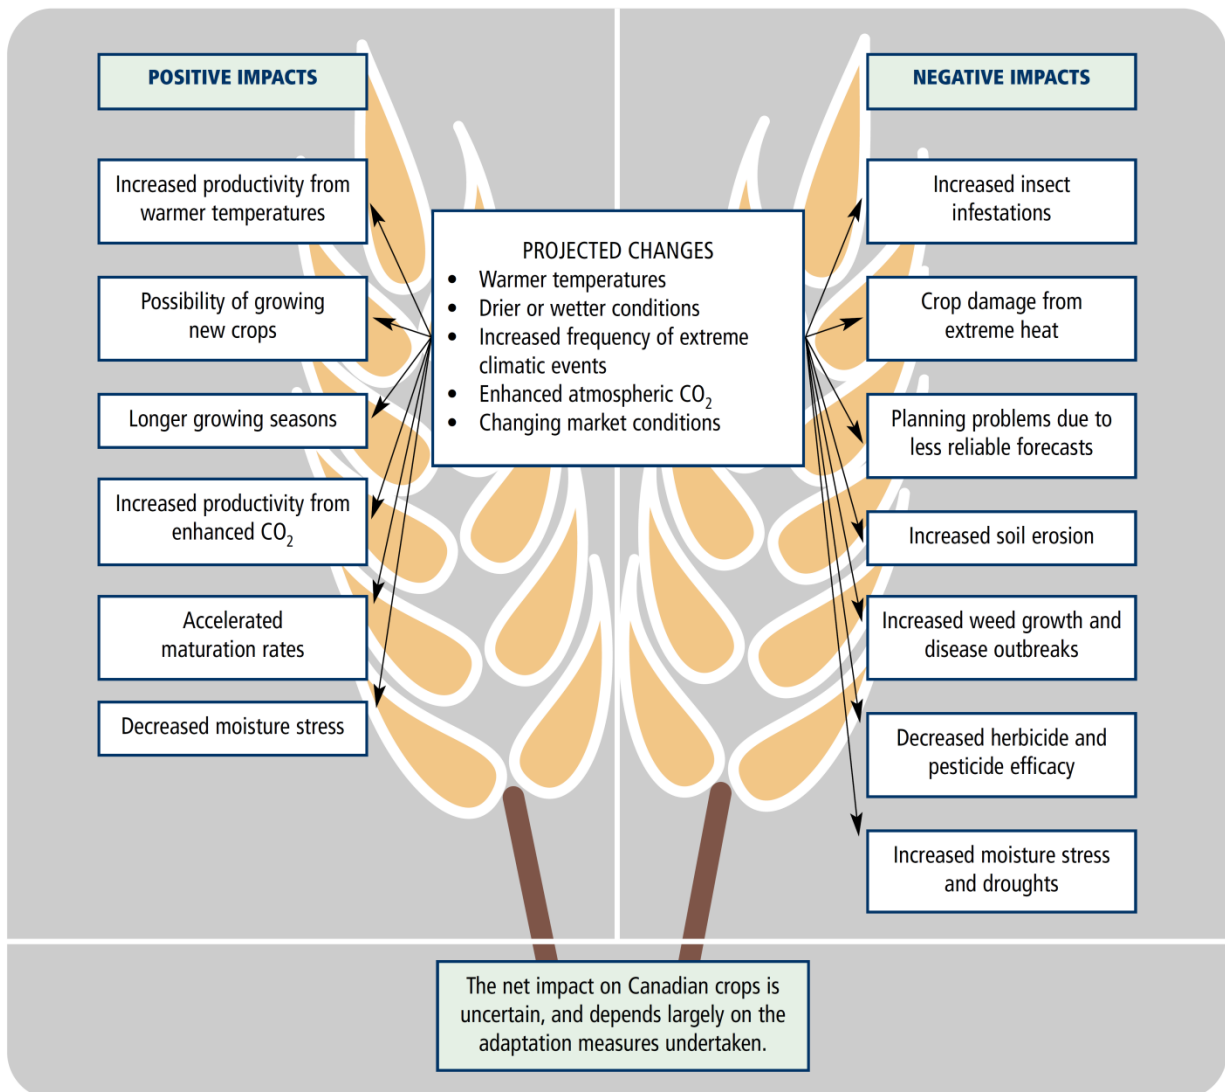 POSITIVE IMPACTS
Increased productivity from
warmer temperatures
Possibility of growing
new crops
Longer growing seasons
Increased productivity from
enhanced CO₂
Accelerated
maturation rates
Decreased moisture stress
PROJECTED CHANGES
• Warmer temperatures
• Drier or wetter conditions
• Increased frequency of extreme
climatic events
• Enhanced atmospheric CO₂
• Changing market conditions
NEGATIVE IMPACTS
Increased insect
infestations
Crop damage from
extreme heat
Planning problems due to
less reliable forecasts
Increased soil erosion
Increased weed growth and
disease outbreaks
Decreased herbicide and
pesticide efficacy
Increased moisture stress
and droughts
The net impact on Canadian crops is
uncertain, and depends largely on the
adaptation measures undertaken.